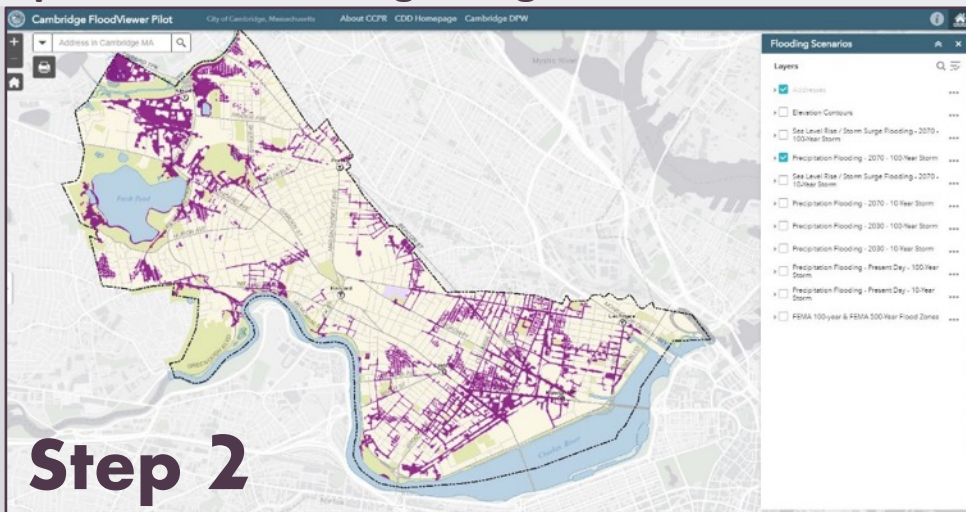 Cambridge FloodViewer Pilot
City of Cambridge, Massachusetts
About CCPR CDD Homepage Cambridge DPW
Address in Cambridge MA
Flooding Scenarios
Layers
Addresses
Elevation Contours
Sea Level Rise / Storm Surge Flooding - 2070 -
100-Year Storm
Precipitation Flooding - 2070 - 100-Year Storm
Sea Level Rise / Storm Surge Flooding - 2070 -
10-Year Storm
Precipitation Flooding - 2070 - 10-Year Storm
Precipitation Flooding - 2030 - 100-Year Storm
Precipitation Flooding - 2030 - 10-Year Storm
Precipitation Flooding - Present Day - 100-Year
Storm
Precipitation Flooding - Present Day - 10-Year
Storm
FEMA 100-year & FEMA 500-Year Flood Zones
Mystic River
Fresh Pond
Harvard
Lechmere
Charles River
Step 2